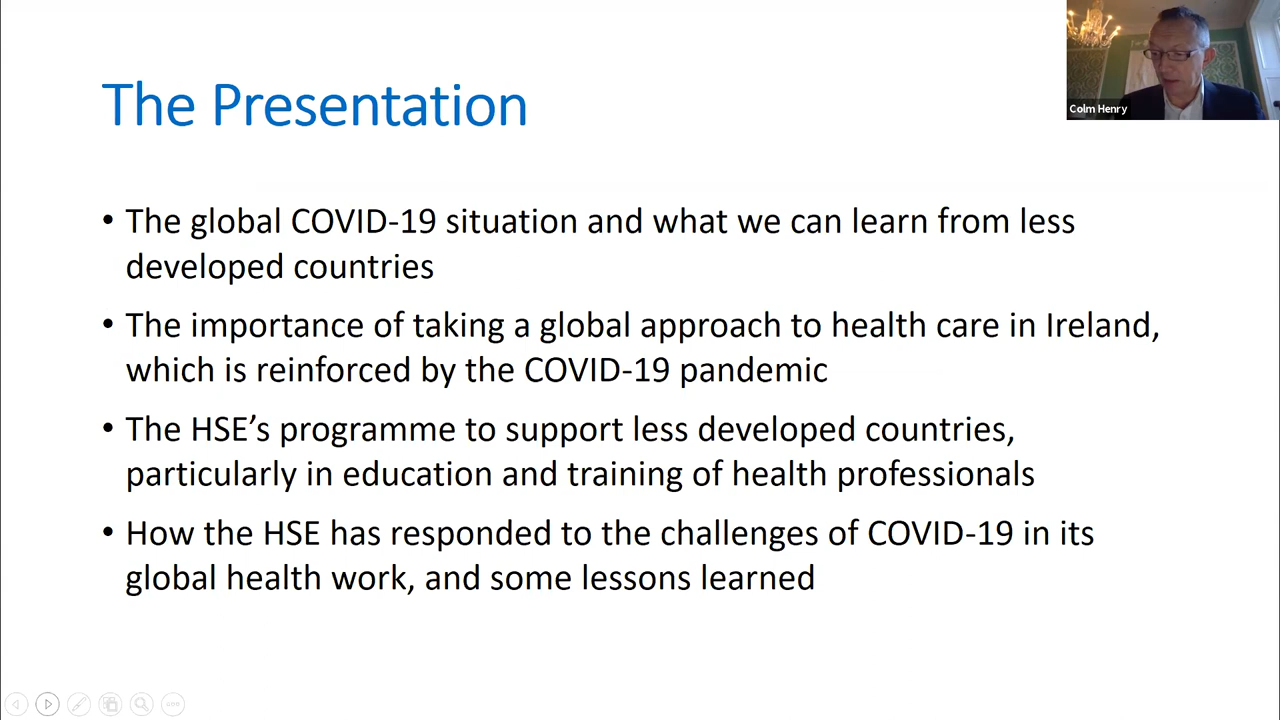 The Presentation
Colm Henry
• The global COVID-19 situation and what we can learn from less
developed countries
• The importance of taking a global approach to health care in Ireland,
which is reinforced by the COVID-19 pandemic
• The HSE’s programme to support less developed countries,
particularly in education and training of health professionals
• How the HSE has responded to the challenges of COVID-19 in its
global health work, and some lessons learned